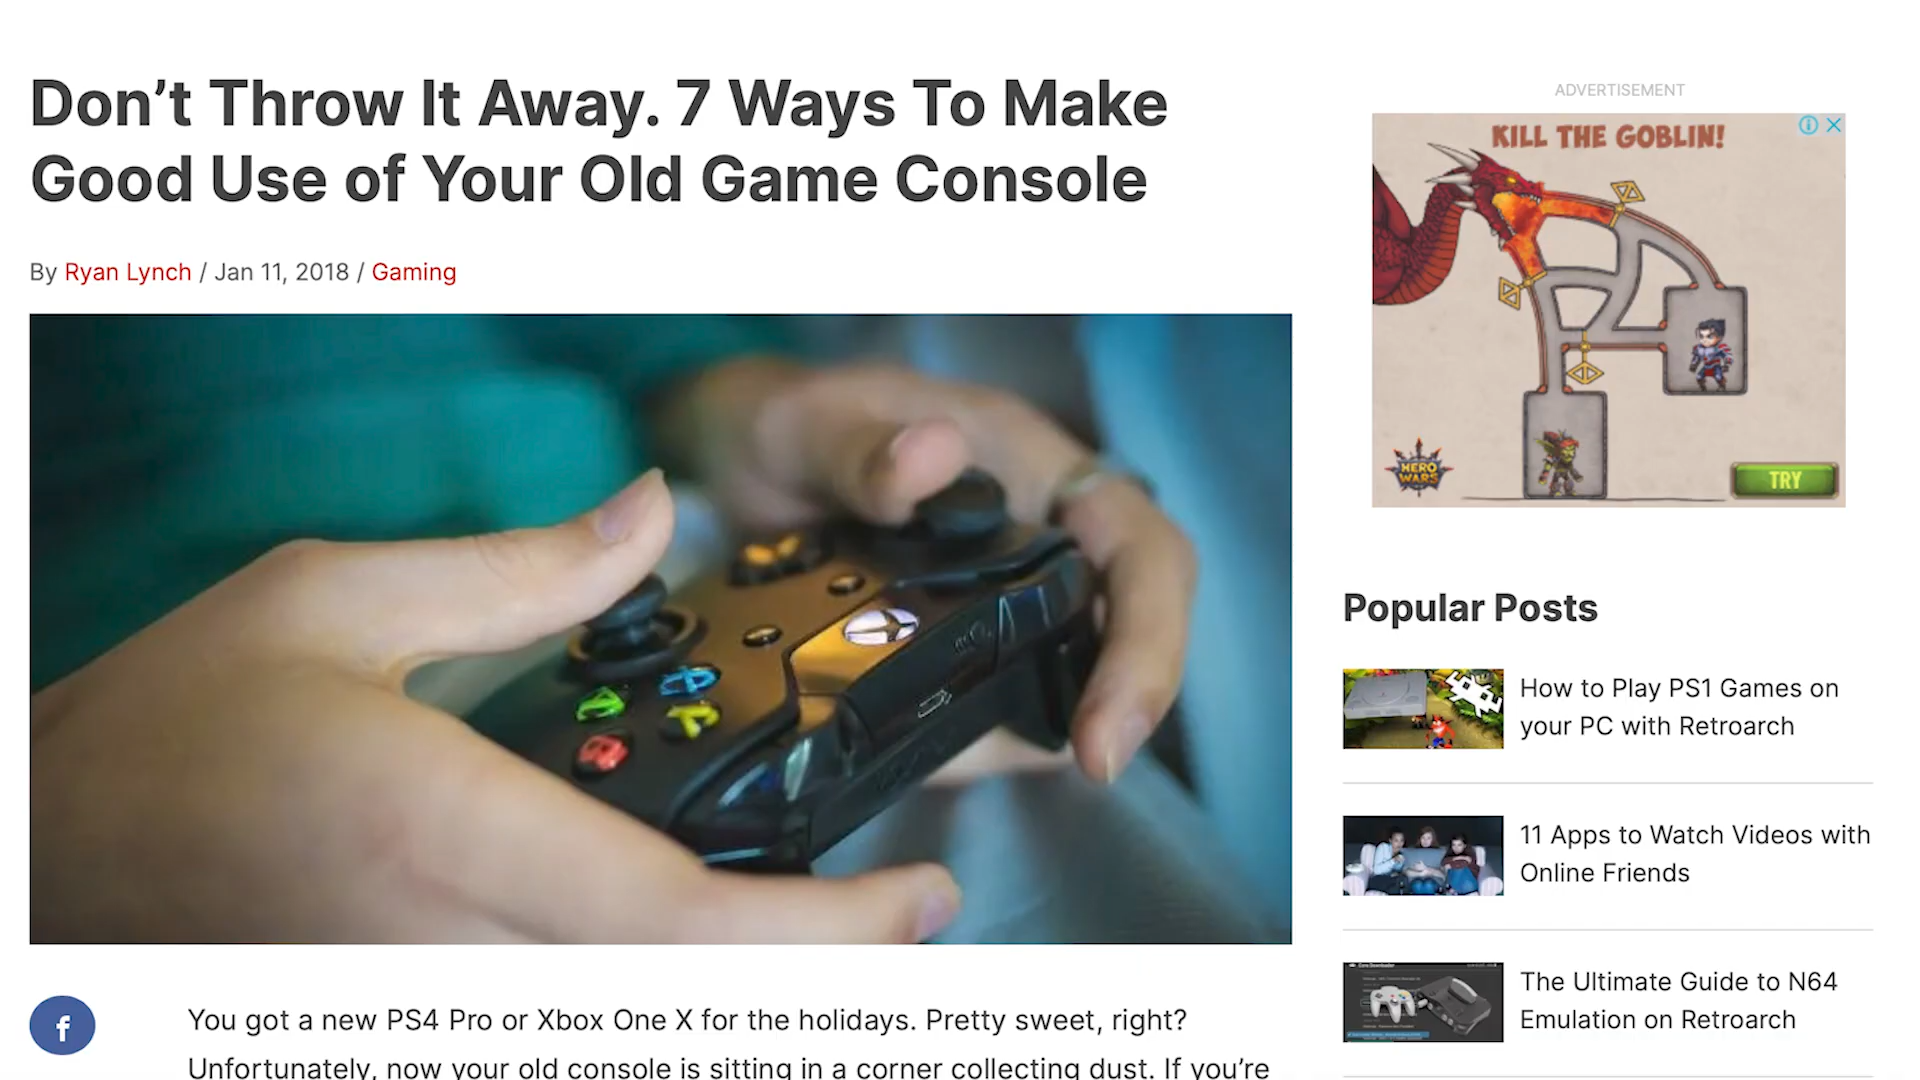 Don’t Throw It Away. 7 Ways To Make
Good Use of Your Old Game Console
By Ryan Lynch / Jan 11, 2018 / Gaming
f
You got a new PS4 Pro or Xbox One X for the holidays. Pretty sweet, right?
Unfortunately, now your old console is sitting in a corner collecting dust. If you’re
ADVERTISEMENT
KILL THE GOBLIN!
HERO
WARS
TRY
Popular Posts
How to Play PS1 Games on
your PC with Retroarch
11 Apps to Watch Videos with
Online Friends
The Ultimate Guide to N64
Emulation on Retroarch